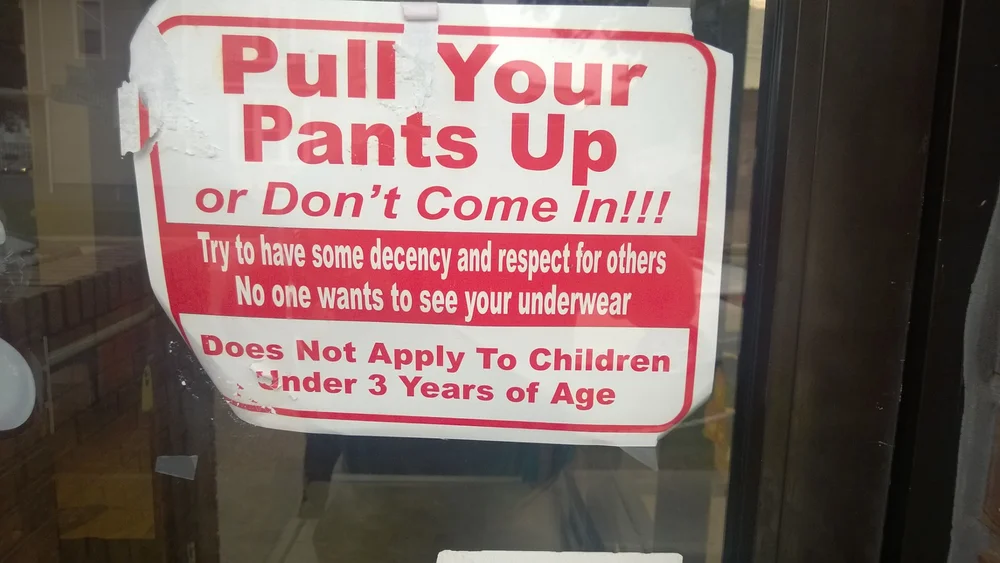 Pull Your
Pants Up
or Don't Come In!!!
Try to have some decency and respect for others
No one wants to see your underwear
Does Not Apply To Children
Under 3 Years of Age